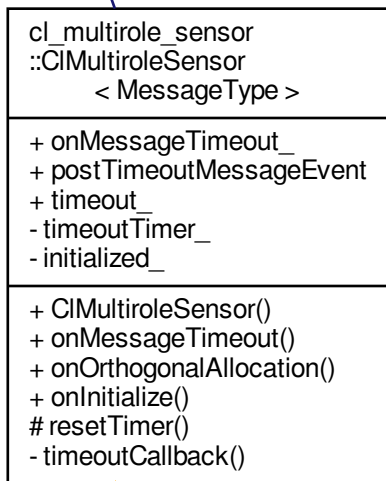 cl_multirole_sensor
::ClMultiroleSensor
< MessageType >
+ onMessageTimeout_
+ postTimeoutMessageEvent
+ timeout_
- timeoutTimer_
- initialized_
+ ClMultiroleSensor()
+ onMessageTimeout()
+ onOrthogonalAllocation()
+ onInitialize()
# resetTimer()
- timeoutCallback()